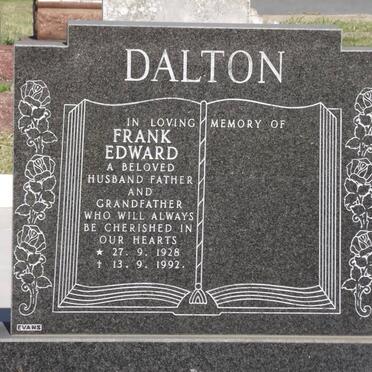 DALTON
IN LOVING MEMORY OF
FRANK
EDWARD
A BELOVED
HUSBAND FATHER
AND
GRANDFATHER
WHO WILL ALWAYS
BE CHERISHED IN
OUR HEARTS
★ 27. 9. 1928
† 13. 9. 1992.
EVANS